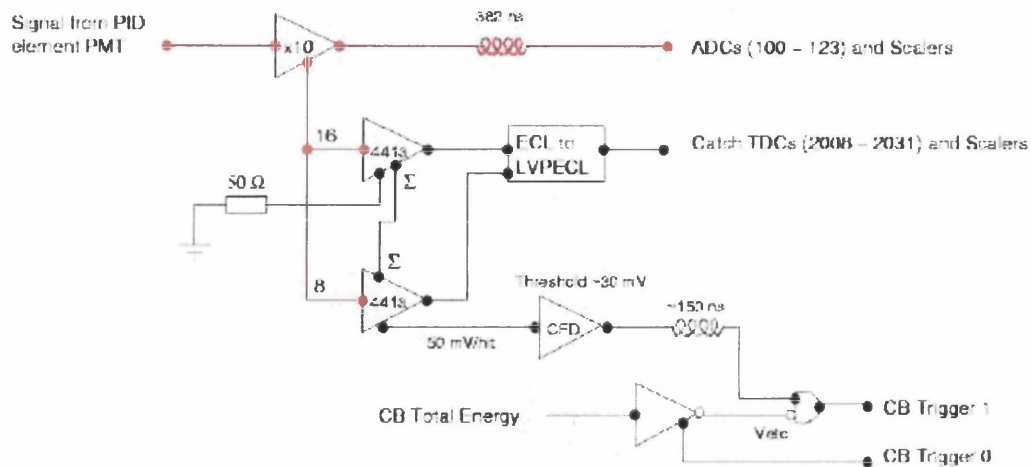 Signal from PID
element PMT
x10
382 ns
ADCs (100 – 123) and Scalers
16
4413
Σ
ECL to
LVPECL
Catch TDCs (2008 – 2031) and Scalers
50 Ω
Σ
8
4413
50 mV/hit
Threshold ~30 mV
CFD
~150 ns
CB Total Energy
Veto
CB Trigger 1
CB Trigger 0